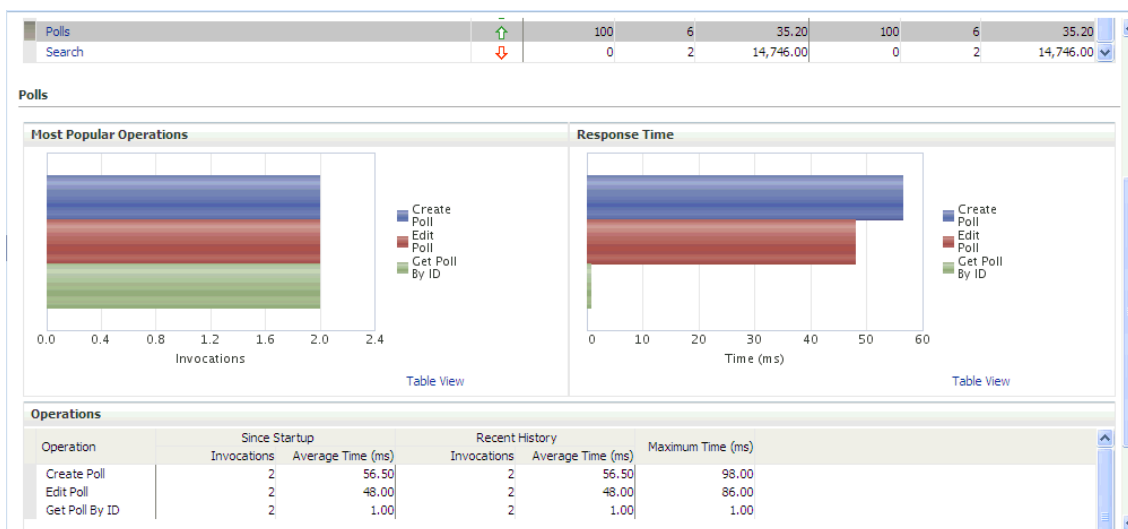 Polls 100 6 35.20 100 6 35.20
Search 0 2 14,746.00 0 2 14,746.00
Polls
Most Popular Operations
Create
Poll
Edit
Poll
Get Poll
By ID
0.0 0.4 0.8 1.2 1.6 2.0 2.4
Invocations
Table View
Response Time
Create
Poll
Edit
Poll
Get Poll
By ID
0 10 20 30 40 50 60
Time (ms)
Table View
Operations
Operation Since Startup Recent History Maximum Time (ms)
Invocations Average Time (ms) Invocations Average Time (ms)
Create Poll 2 56.50 2 56.50 98.00
Edit Poll 2 48.00 2 48.00 86.00
Get Poll By ID 2 1.00 2 1.00 1.00